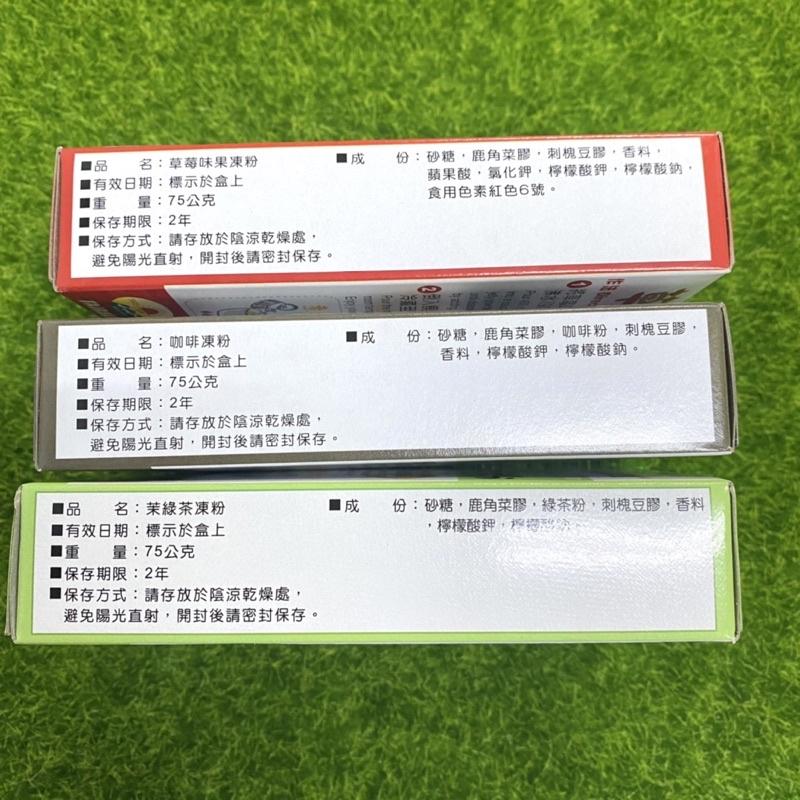 ■品　　名：草莓味果凍粉
■有效日期：標示於盒上
■重　　量：75公克
■保存期限：2年
■保存方式：請存放於陰涼乾燥處，
避免陽光直射，開封後請密封保存。
■成　　份：砂糖，鹿角菜膠，刺槐豆膠，香料，
蘋果酸，氯化鉀，檸檬酸鉀，檸檬酸鈉，
食用色素紅色6號。
■品　　名：咖啡凍粉
■有效日期：標示於盒上
■重　　量：75公克
■保存期限：2年
■保存方式：請存放於陰涼乾燥處，
避免陽光直射，開封後請密封保存。
■成　　份：砂糖，鹿角菜膠，咖啡粉，刺槐豆膠，
香料，檸檬酸鉀，檸檬酸鈉。
■品　　名：茉綠茶凍粉
■有效日期：標示於盒上
■重　　量：75公克
■保存期限：2年
■保存方式：請存放於陰涼乾燥處，
避免陽光直射，開封後請密封保存。
■成　　份：砂糖，鹿角菜膠，綠茶粉，刺槐豆膠，香料
，檸檬酸鉀，檸檬酸鈉。